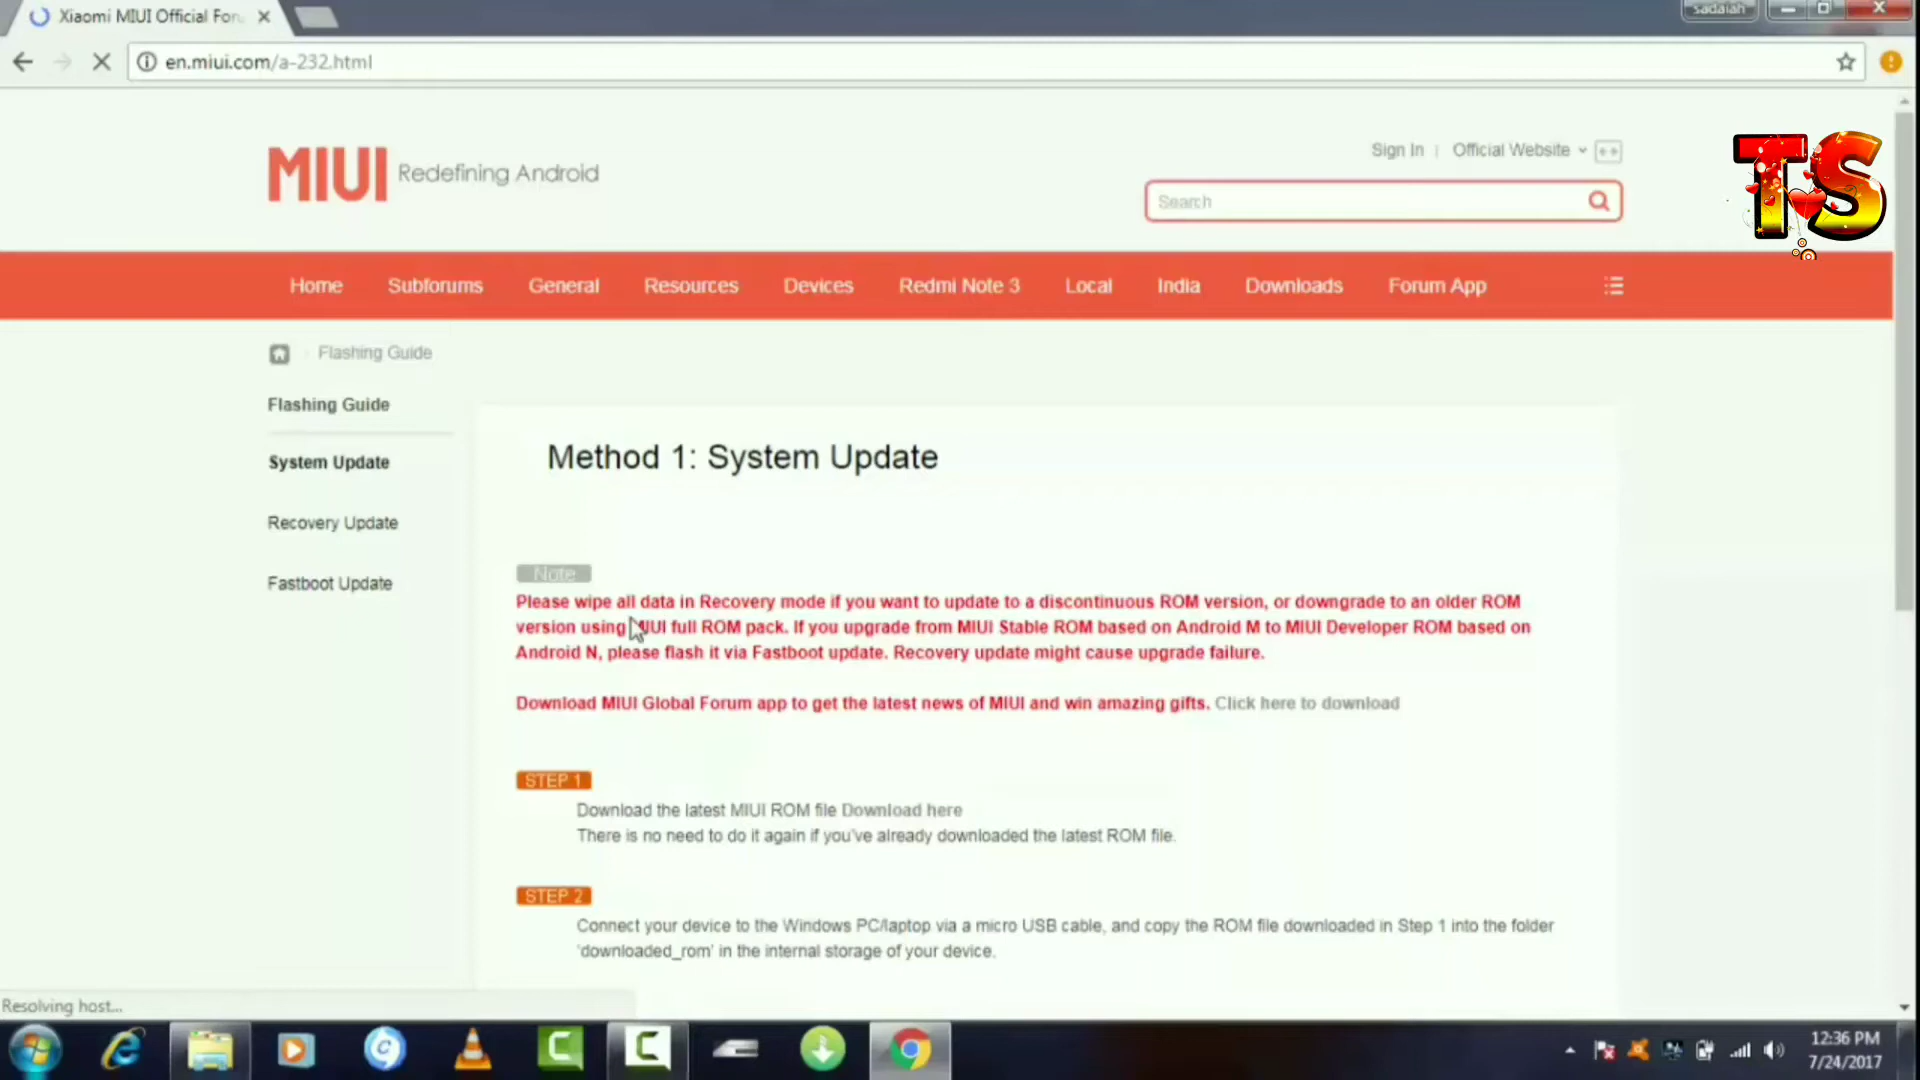 Xiaomi MIUI Official Foru
sadaiah
en.miui.com/a-232.html
MIUI Redefining Android
Sign In | Official Website
Search
TS
Home Subforums General Resources Devices Redmi Note 3 Local India Downloads Forum App
Flashing Guide
Flashing Guide
System Update
Recovery Update
Fastboot Update
Method 1: System Update
Note
Please wipe all data in Recovery mode if you want to update to a discontinuous ROM version, or downgrade to an older ROM
version using MIUI full ROM pack. If you upgrade from MIUI Stable ROM based on Android M to MIUI Developer ROM based on
Android N, please flash it via Fastboot update. Recovery update might cause upgrade failure.
Download MIUI Global Forum app to get the latest news of MIUI and win amazing gifts. Click here to download
STEP 1
Download the latest MIUI ROM file Download here
There is no need to do it again if you've already downloaded the latest ROM file.
STEP 2
Connect your device to the Windows PC/laptop via a micro USB cable, and copy the ROM file downloaded in Step 1 into the folder
'downloaded_rom' in the internal storage of your device.
Resolving host...
12:36 PM
7/24/2017